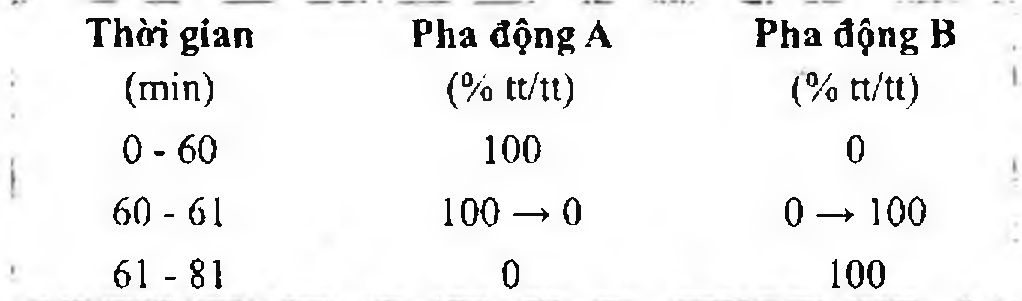 Thời gian Pha động A Pha động B
(min) (% tt/tt) (% tt/tt)
0 - 60 100 0
60 - 61 100 → 0 0 → 100
61 - 81 0 100